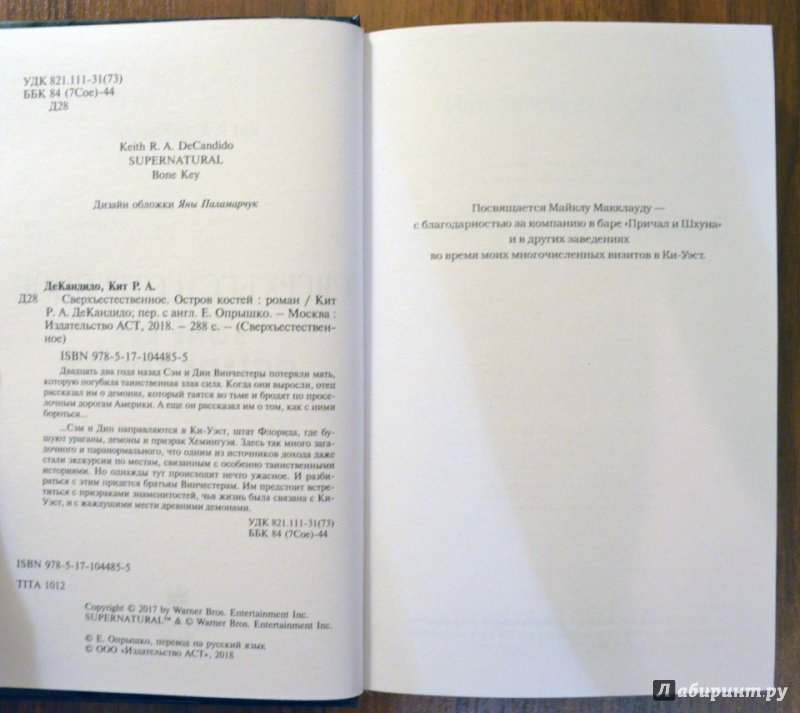 УДК 821.111-31(73)
ББК 84 (7Сое)-44
Д28
Keith R. A. DeCandido
SUPERNATURAL
Bone Key
Дизайн обложки Яны Паламарчук
ДеКандидо, Кит Р. А.
Д28 Сверхъестественное. Остров костей : роман / Кит
Р. А. ДеКандидо; пер. с англ. Е. Опрышко. – Москва :
Издательство АСТ, 2018. – 288 с. – (Сверхъестествен-
ное)
ISBN 978-5-17-104485-5
Двадцать два года назад Сэм и Дин Винчестеры потеряли мать,
которую погубила таинственная злая сила. Когда они выросли, отец
рассказал им о демонах, который таятся во тьме и бродят по просе-
лочным дорогам Америки. А еще он рассказал им о том, как с ними
бороться...
...Сэм и Дин направляются в Ки-Уэст, штат Флорида, где бу-
шуют ураганы, демоны и призрак Хемингуэя. Здесь так много зага-
дочного и паранормального, что одним из источников дохода даже
стали экскурсии по местам, связанным с особенно таинственными
историями. Но однажды тут происходит нечто ужасное. И разби-
раться с этим придется братьям Винчестерам. Им предстоит встре-
титься с призраками знаменитостей, чья жизнь была связана с Ки-
Уэст, и с жаждущими мести древними демонами.
УДК 821.111-31(73)
ББК 84 (7Сое)-44
ISBN 978-5-17-104485-5
TITA 1012
Copyright © 2017 by Warner Bros. Entertainment Inc.
SUPERNATURAL™ & © Warner Bros. Entertainment Inc.
© Е. Опрышко, перевод на русский язык
© ООО «Издательство АСТ», 2018
Посвящается Майклу Макклауду —
с благодарностью за компанию в баре «Причал и Шхуна»
и в других заведениях
во время моих многочисленных визитов в Ки-Уэст.
Лабиринт.ру